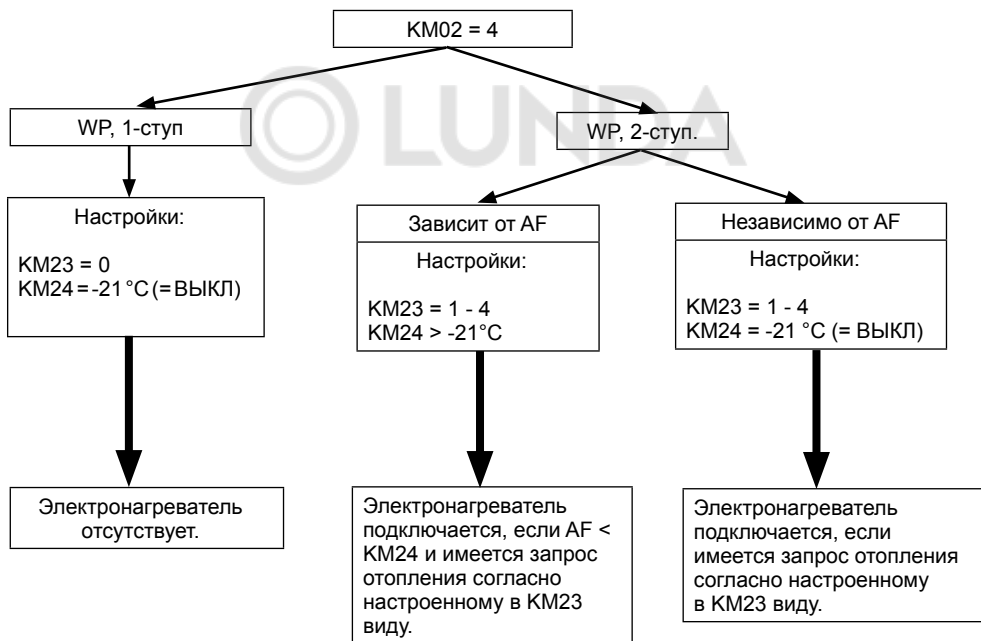 KM02 = 4
LUNDA
WP, 1-ступ
WP, 2-ступ.
Настройки:
KM23 = 0
KM24 = -21 °C (= ВЫКЛ)
Зависит от AF
Настройки:
KM23 = 1 - 4
KM24 > -21°C
Независимо от AF
Настройки:
KM23 = 1 - 4
KM24 = -21 °C (= ВЫКЛ)
Электронагреватель
отсутствует.
Электронагреватель
подключается, если AF <
KM24 и имеется запрос
отопления согласно
настроенному в KM23
виду.
Электронагреватель
подключается, если
имеется запрос отопления
согласно настроенному
в KM23 виду.